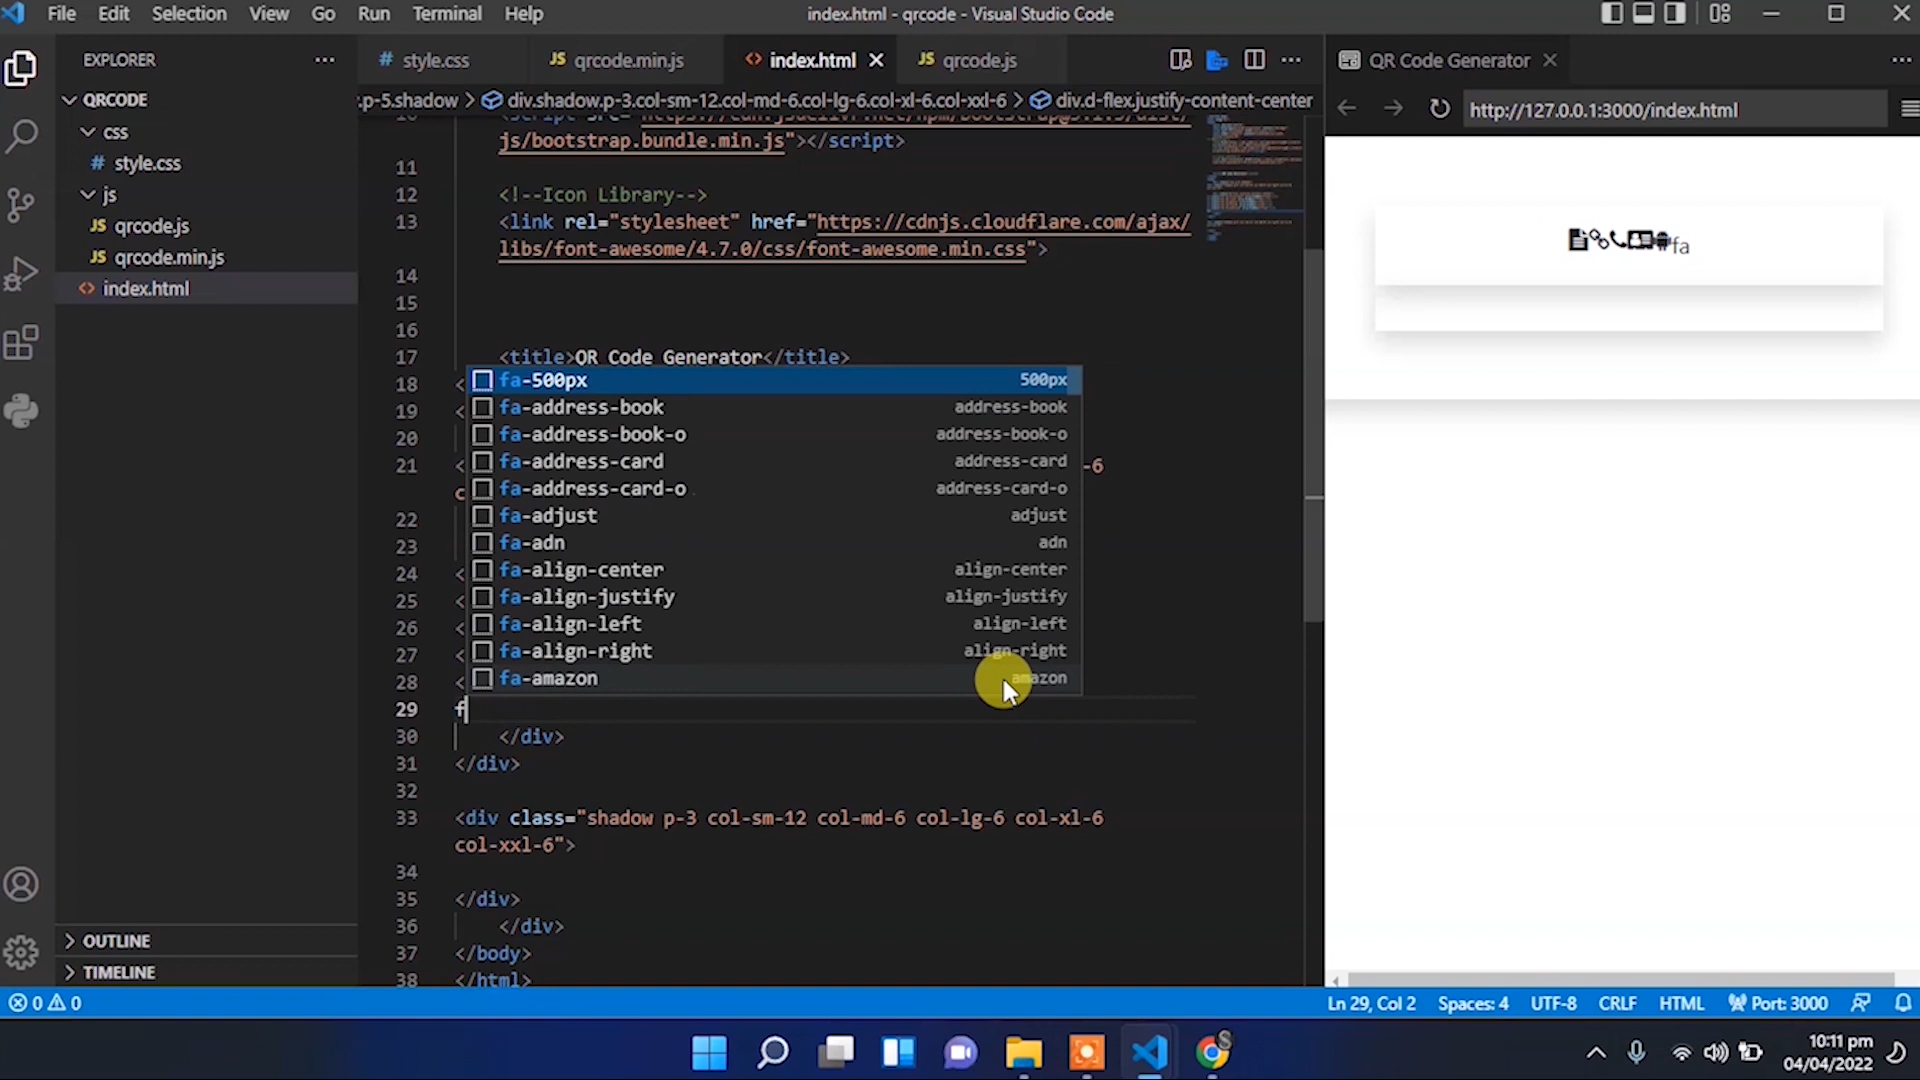 File Edit Selection View Go Run Terminal Help
index.html - qrcode - Visual Studio Code
EXPLORER
QRCODE
css
# style.css
js
JS qrcode.js
JS qrcode.min.js
<> index.html
OUTLINE
TIMELINE
# style.css
JS qrcode.min.js
<> index.html
JS qrcode.js
.p-5.shadow > div.shadow.p-3.col-sm-12.col-md-6.col-lg-6.col-xl-6.col-xxl-6 > div.d-flex.justify-content-center
js/bootstrap.bundle.min.js"></script>
11
12 <!--Icon Library-->
13 <link rel="stylesheet" href="https://cdnjs.cloudflare.com/ajax/
libs/font-awesome/4.7.0/css/font-awesome.min.css">
14
15
16
17 <title>QR Code Generator</title>
18 <
19 <
20
21 < -6
c
22
23
24 <
25 <
26 <
27 <
28 <
29 f
30 </div>
31 </div>
32
33 <div class="shadow p-3 col-sm-12 col-md-6 col-lg-6 col-xl-6
col-xxl-6">
34
35 </div>
36 </div>
37 </body>
38 </html>
fa-500px 500px
fa-address-book address-book
fa-address-book-o address-book-o
fa-address-card address-card
fa-address-card-o address-card-o
fa-adjust adjust
fa-adn adn
fa-align-center align-center
fa-align-justify align-justify
fa-align-left align-left
fa-align-right align-right
fa-amazon amazon
QR Code Generator
http://127.0.0.1:3000/index.html
fa
0 0
Ln 29, Col 2 Spaces: 4 UTF-8 CRLF HTML Port: 3000
10:11 pm
04/04/2022